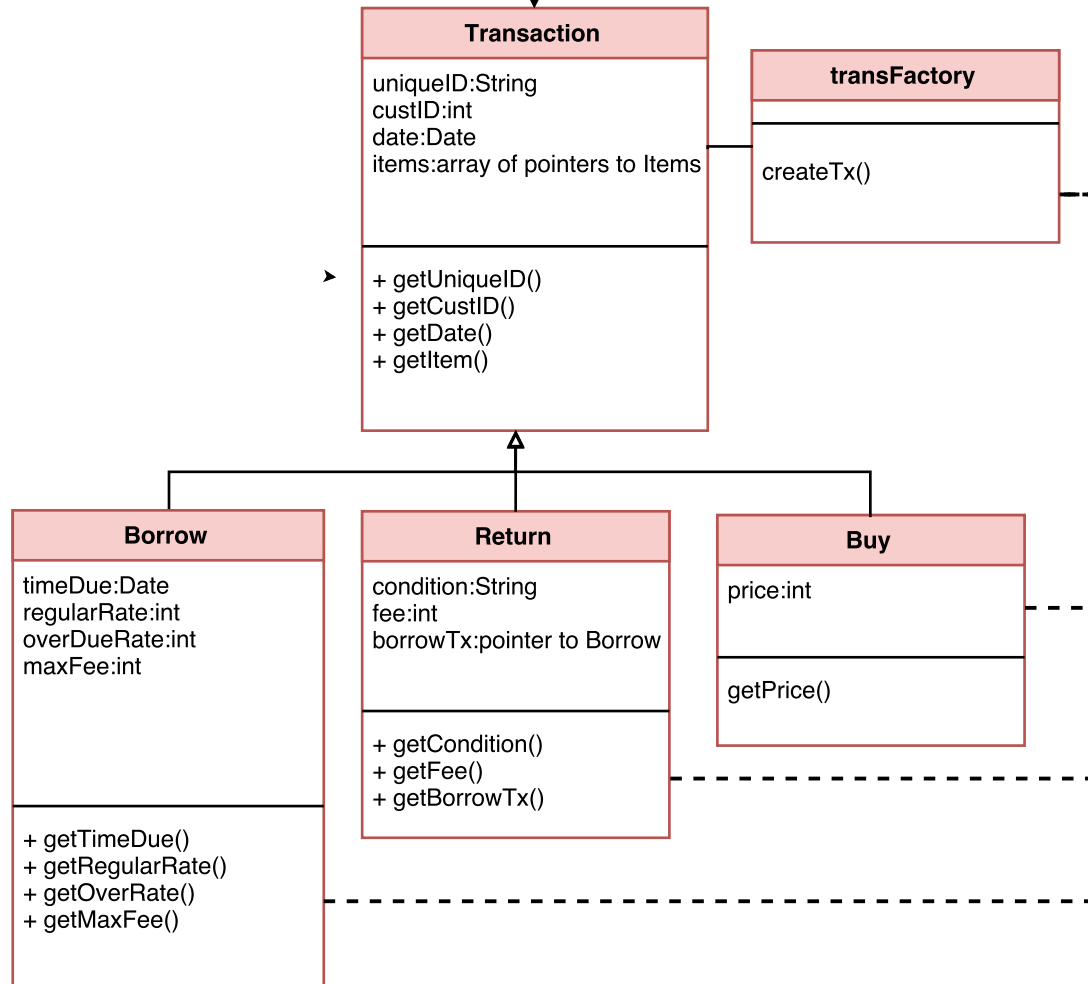 Transaction
uniqueID:String
custID:int
date:Date
items:array of pointers to Items
+ getUniqueID()
+ getCustID()
+ getDate()
+ getItem()
transFactory
createTx()
Borrow
timeDue:Date
regularRate:int
overDueRate:int
maxFee:int
+ getTimeDue()
+ getRegularRate()
+ getOverRate()
+ getMaxFee()
Return
condition:String
fee:int
borrowTx:pointer to Borrow
+ getCondition()
+ getFee()
+ getBorrowTx()
Buy
price:int
getPrice()